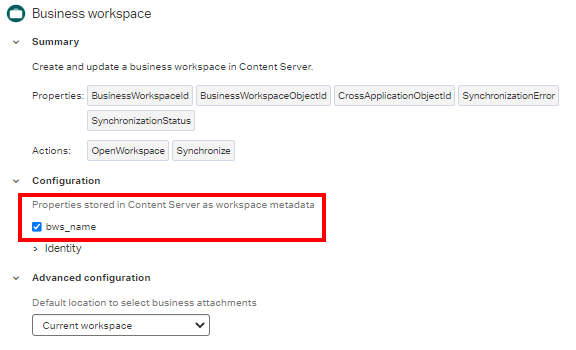 Business workspace
Summary
Create and update a business workspace in Content Server.
Properties: BusinessWorkspaceId BusinessWorkspaceObjectId CrossApplicationObjectId SynchronizationError
SynchronizationStatus
Actions: OpenWorkspace Synchronize
Configuration
Properties stored in Content Server as workspace metadata
bws_name
Identity
Advanced configuration
Default location to select business attachments
Current workspace